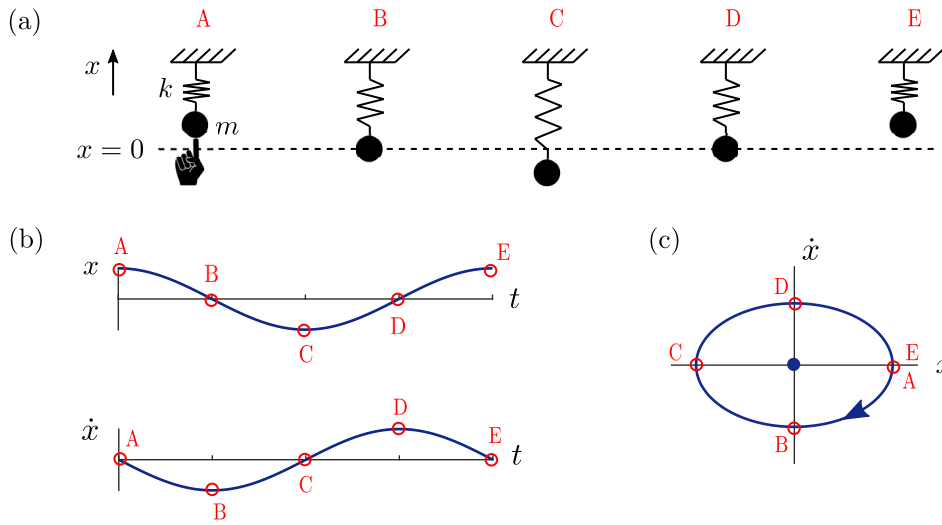 (a) A B C D E
x
k
m
x = 0
(b) (c)
A E ẋ
x B t D
D C E x
C A
B
ẋ A D E t
B C